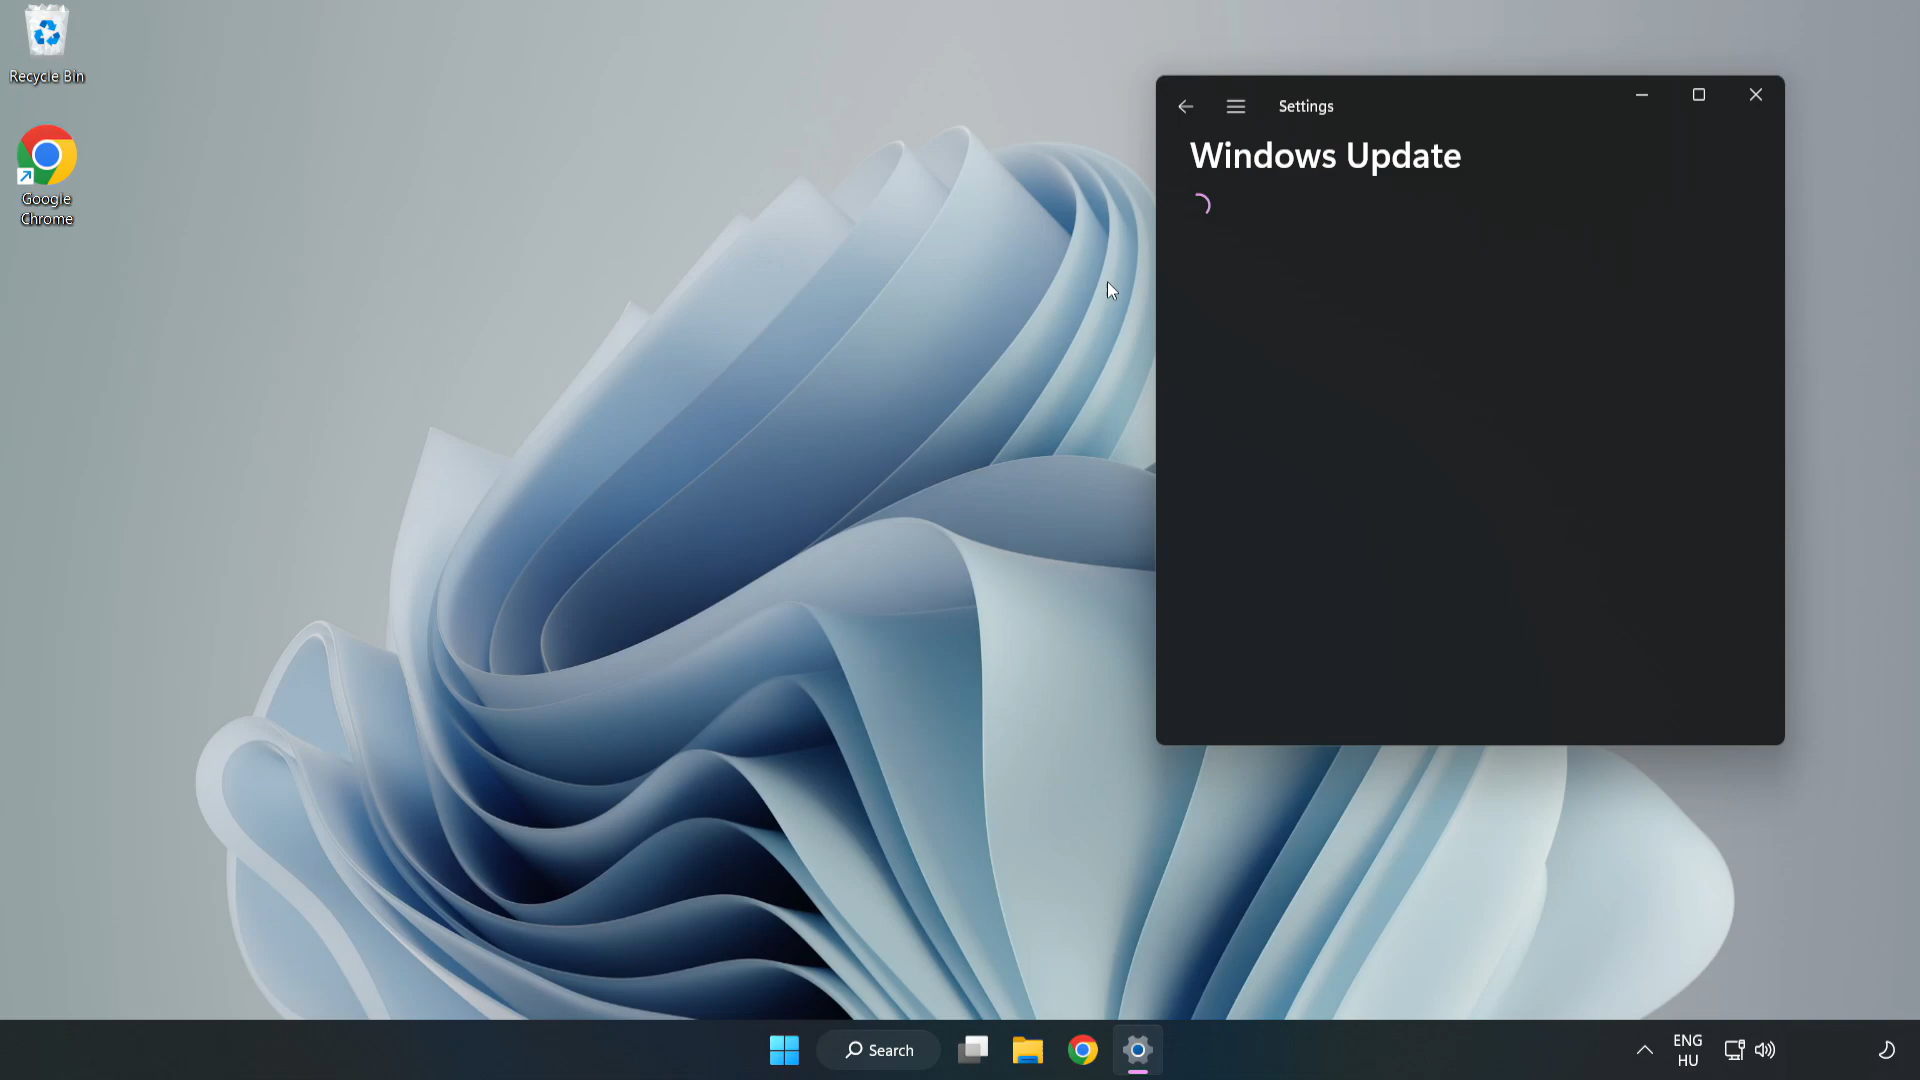 Recycle Bin
Google
Chrome
Settings
Windows Update
Search
ENG
HU